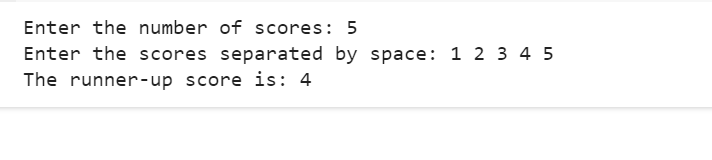 Enter the number of scores: 5
Enter the scores separated by space: 1 2 3 4 5
The runner-up score is: 4